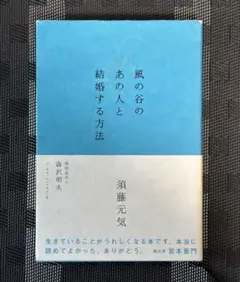 風の谷の
あの人と
結婚する方法
須藤元気
森沢明夫
生きていることがうれしくなる本です。本当に
読めてよかった。ありがとう。
宮本亜門